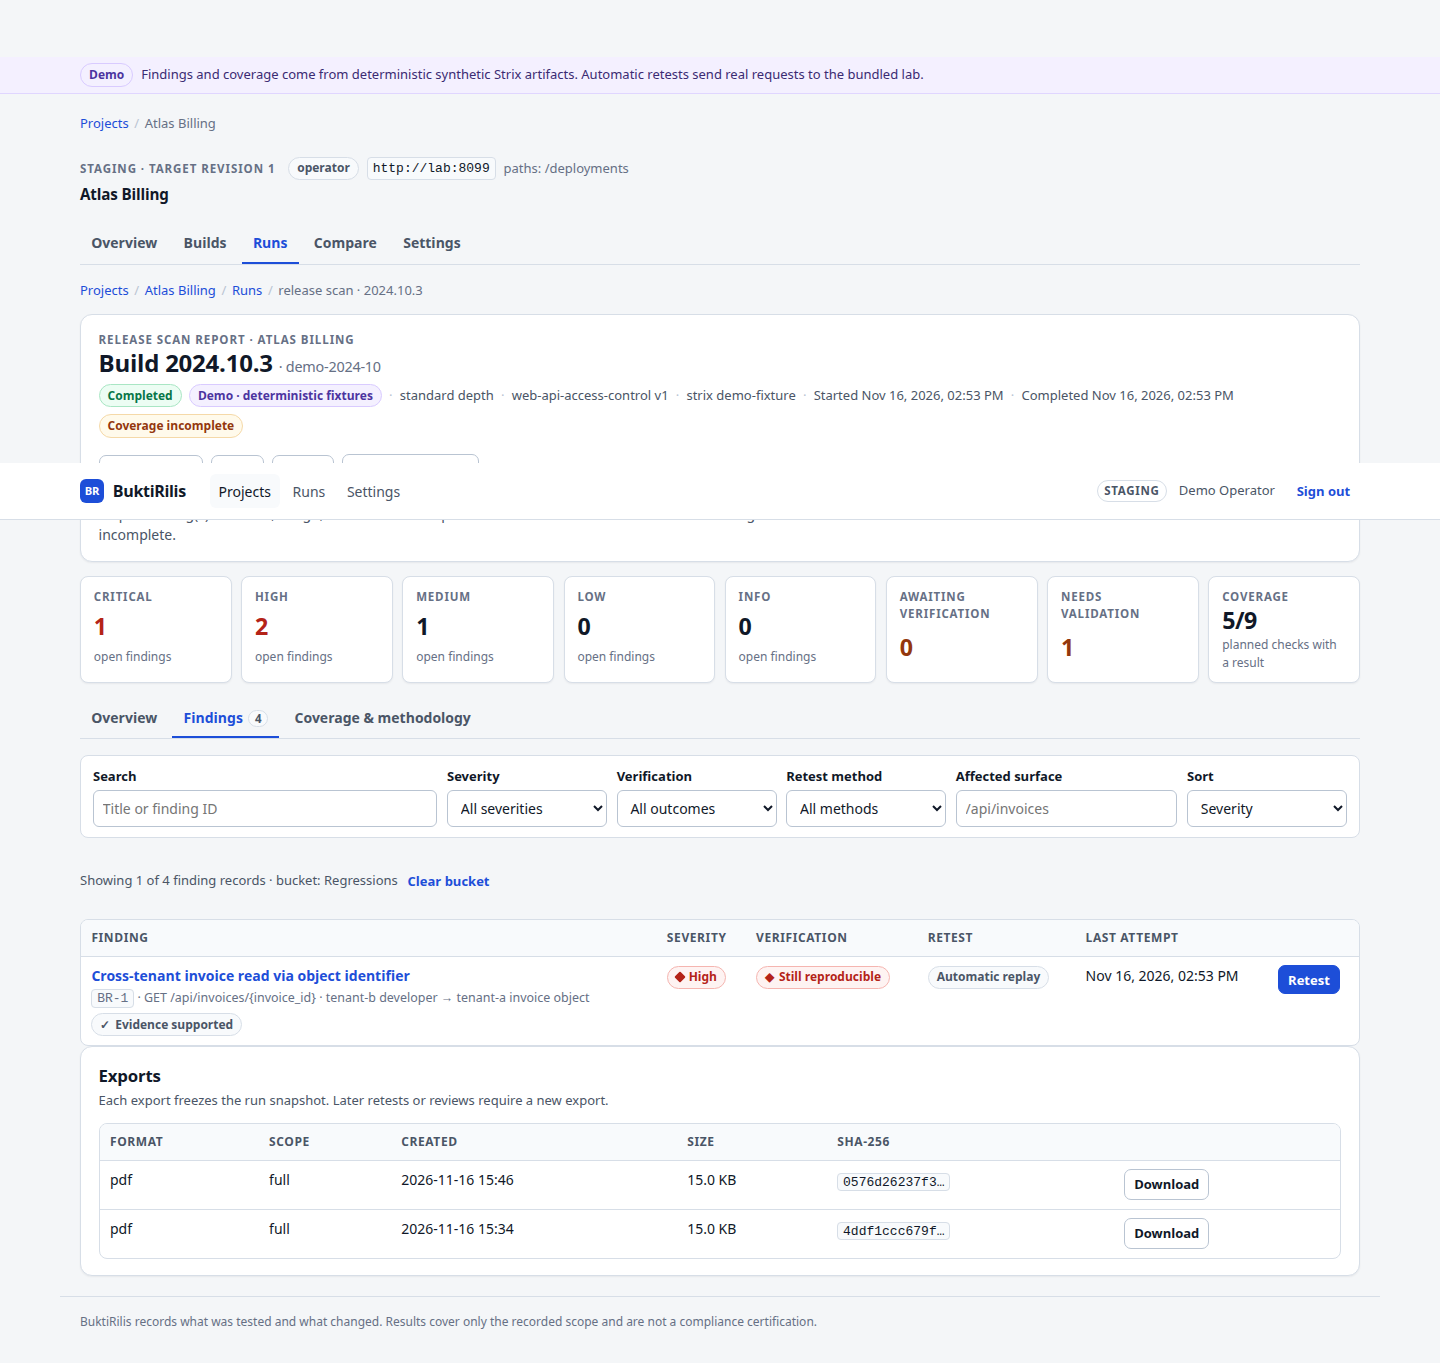 Demo Findings and coverage come from deterministic synthetic Strix artifacts. Automatic retests send real requests to the bundled lab.
Projects / Atlas Billing
STAGING · TARGET REVISION 1 operator http://lab:8099 paths: /deployments
Atlas Billing
Overview Builds Runs Compare Settings
Projects / Atlas Billing / Runs / release scan · 2024.10.3
RELEASE SCAN REPORT · ATLAS BILLING
Build 2024.10.3 · demo-2024-10
Completed Demo · deterministic fixtures · standard depth · web-api-access-control v1 · strix demo-fixture · Started Nov 16, 2026, 02:53 PM · Completed Nov 16, 2026, 02:53 PM
Coverage incomplete
BR BuktiRilis Projects Runs Settings STAGING Demo Operator Sign out
incomplete.
CRITICAL
1
open findings
HIGH
2
open findings
MEDIUM
1
open findings
LOW
0
open findings
INFO
0
open findings
AWAITING
VERIFICATION
0
NEEDS
VALIDATION
1
COVERAGE
5/9
planned checks with
a result
Overview Findings 4 Coverage & methodology
Search Severity Verification Retest method Affected surface Sort
Title or finding ID All severities All outcomes All methods /api/invoices Severity
Showing 1 of 4 finding records · bucket: Regressions Clear bucket
FINDING SEVERITY VERIFICATION RETEST LAST ATTEMPT
Cross-tenant invoice read via object identifier ◆ High ◆ Still reproducible Automatic replay Nov 16, 2026, 02:53 PM Retest
BR-1 · GET /api/invoices/{invoice_id} · tenant-b developer → tenant-a invoice object
✓ Evidence supported
Exports
Each export freezes the run snapshot. Later retests or reviews require a new export.
FORMAT SCOPE CREATED SIZE SHA-256
pdf full 2026-11-16 15:46 15.0 KB 0576d26237f3… Download
pdf full 2026-11-16 15:34 15.0 KB 4ddf1ccc679f… Download
BuktiRilis records what was tested and what changed. Results cover only the recorded scope and are not a compliance certification.